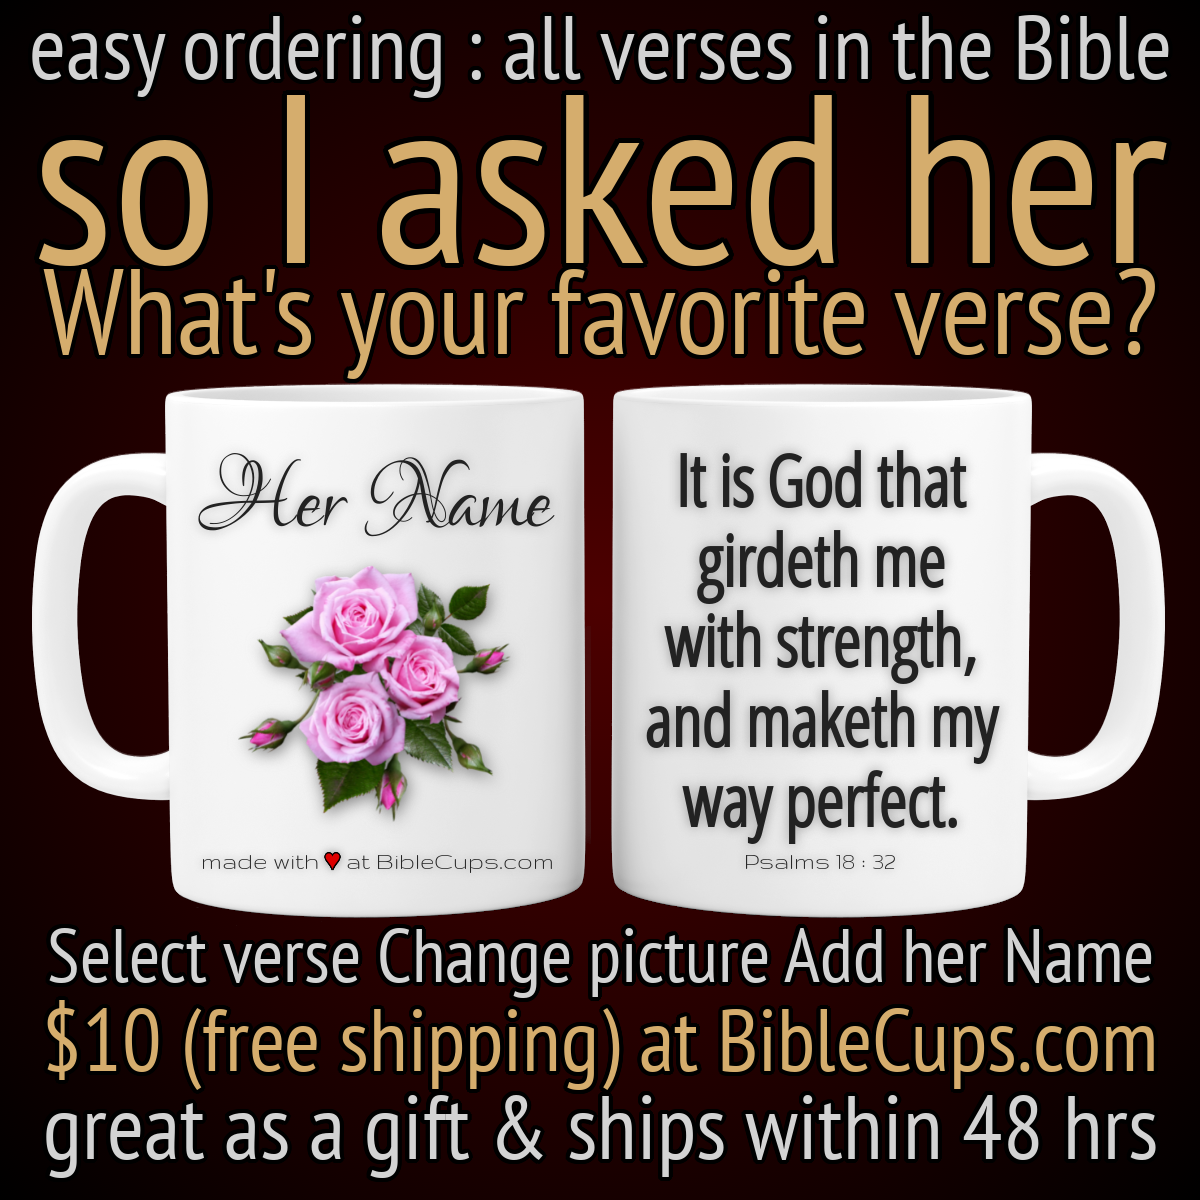 easy ordering : all verses in the Bible
so I asked her
What's your favorite verse?
Her Name
made with ♥ at BibleCups.com
It is God that
girdeth me
with strength,
and maketh my
way perfect.
Psalms 18 : 32
Select verse Change picture Add her Name
$10 (free shipping) at BibleCups.com
great as a gift & ships within 48 hrs